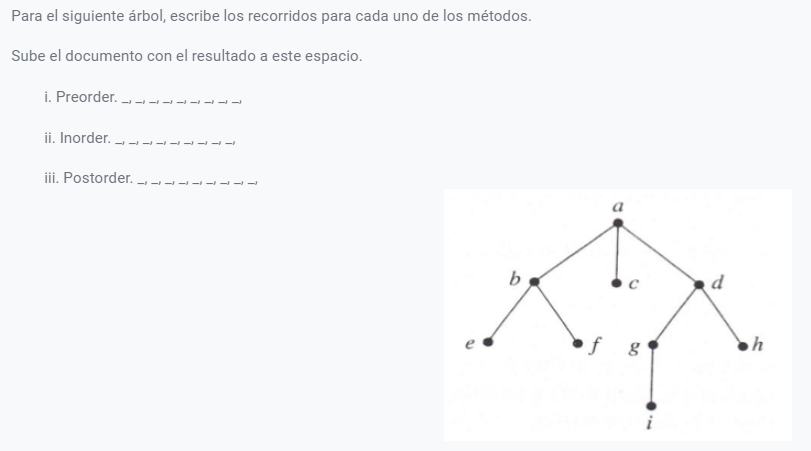 Para el siguiente árbol, escribe los recorridos para cada uno de los métodos.
Sube el documento con el resultado a este espacio.
i. Preorder. _, _, _, _, _, _, _, _, _,
ii. Inorder. _, _, _, _, _, _, _, _, _,
iii. Postorder. _, _, _, _, _, _, _, _, _,
a
b c d
e f g h
i